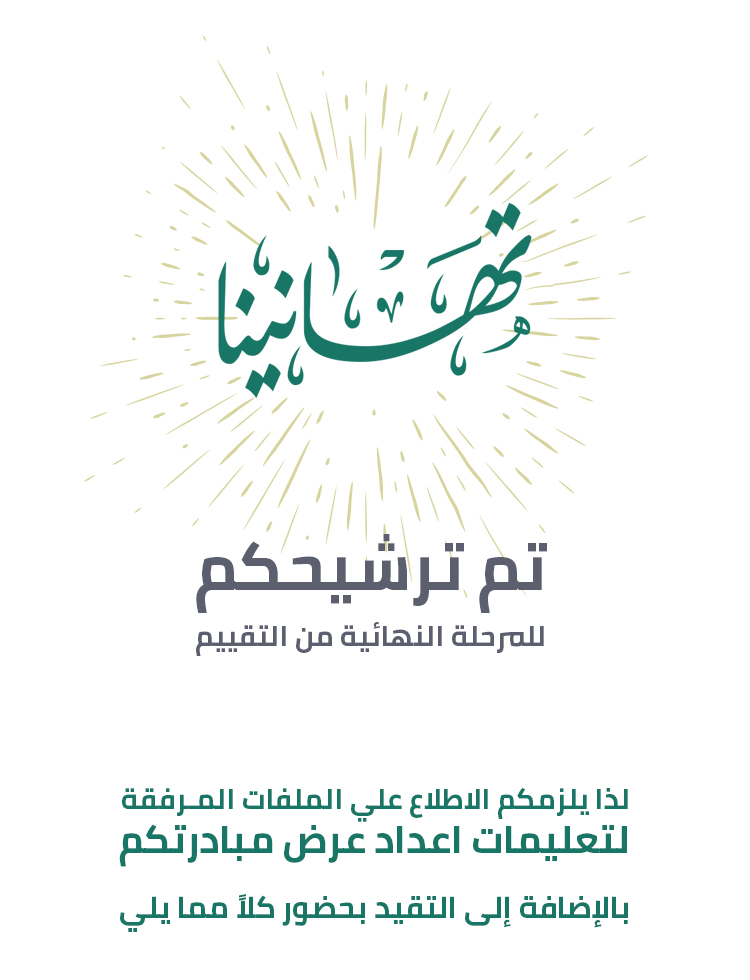 تهانينا
تم ترشيحكم
للمرحلة النهائية من التقييم
لذا يلزمكم الاطلاع علي الملفات المـرفقة
لتعليمات اعداد عرض مبادرتكم
بالإضافة إلى التقيد بحضور كلاً مما يلي